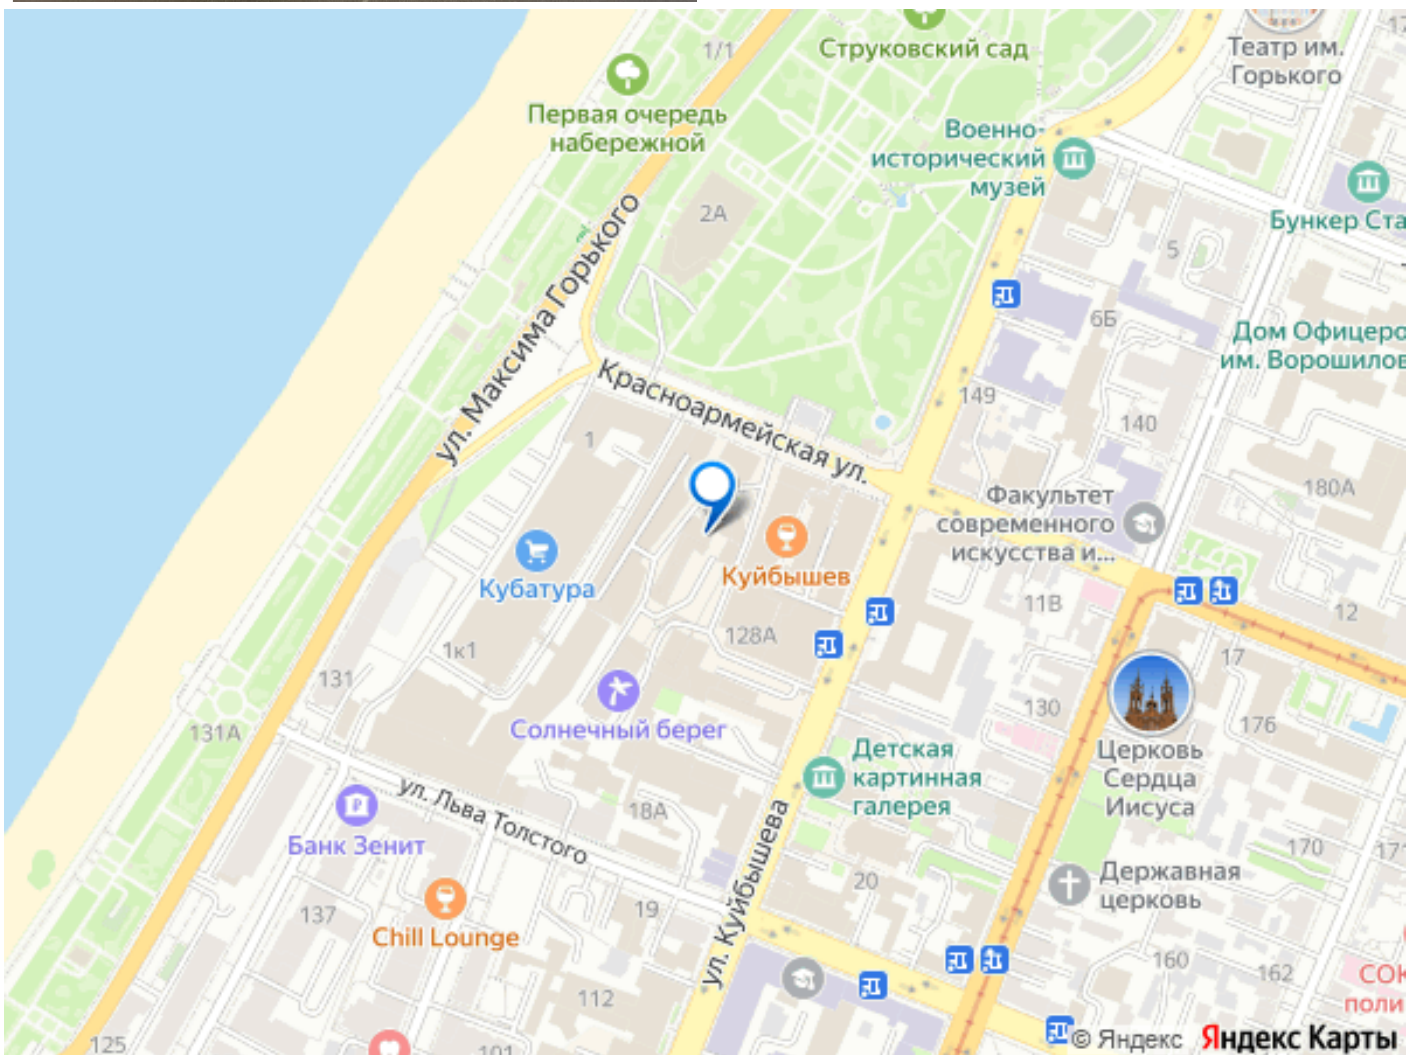 1/1
Струковский сад
17
Театр им.
Горького
Первая очередь
набережной
Военно-
исторический
музей
2А
Бункер Ста
5
ул. Максима Горького
6Б
Дом Офицеро
им. Ворошилов
Красноармейская ул.
149
140
1
180А
Факультет
современного
искусства и...
Куйбышев
Кубатура
11В
12
128А
1к1
17
131
130
176
131А
Солнечный берег
Церковь
Сердца
Иисуса
Детская
картинная
галерея
ул. Льва Толстого
18А
Банк Зенит
170
171
20
Державная
церковь
ул. Куйбышева
137
19
Chill Lounge
160
162
СОК
поли
112
125
101
© Яндекс Яндекс Карты